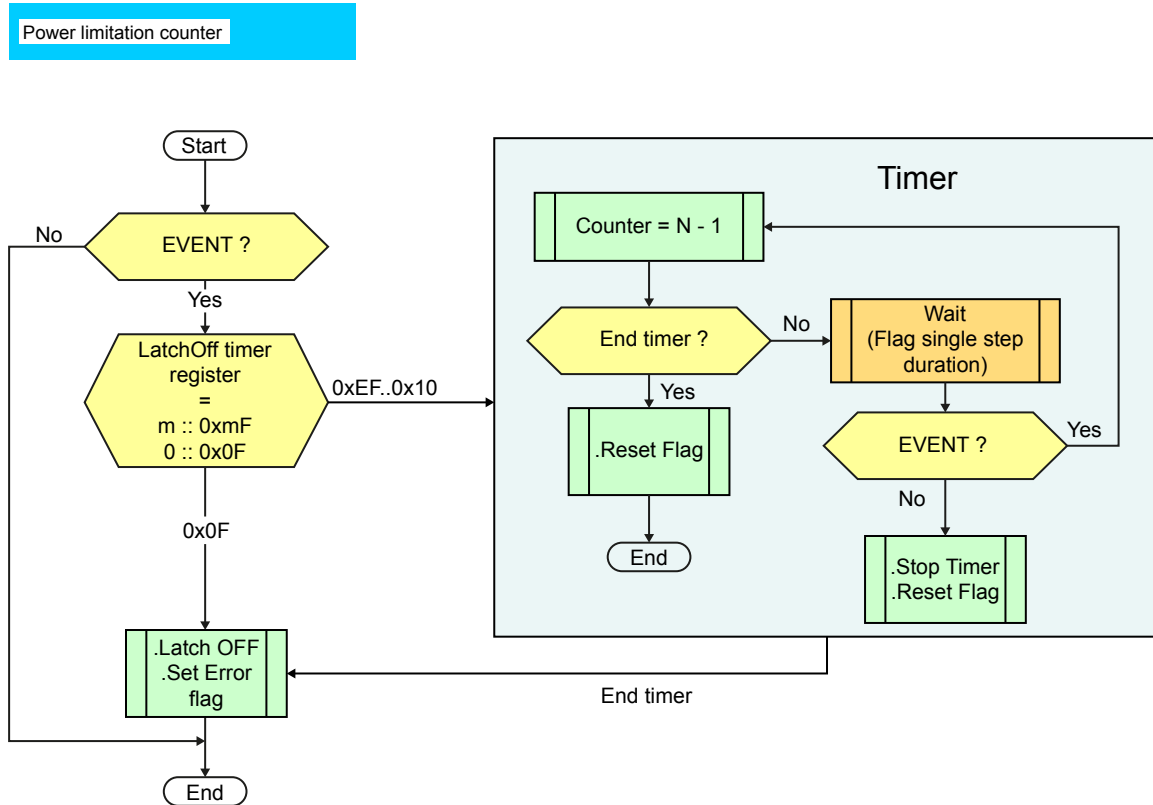 Power limitation counter
Start
Timer
Counter = N - 1
No
EVENT ?
Yes
LatchOff timer
register
=
m :: 0xmF
0 :: 0x0F
0xEF..0x10
End timer ?
No
Wait
(Flag single step
duration)
Yes
.Reset Flag
EVENT ?
Yes
No
End
.Stop Timer
.Reset Flag
0x0F
.Latch OFF
.Set Error
flag
End timer
End